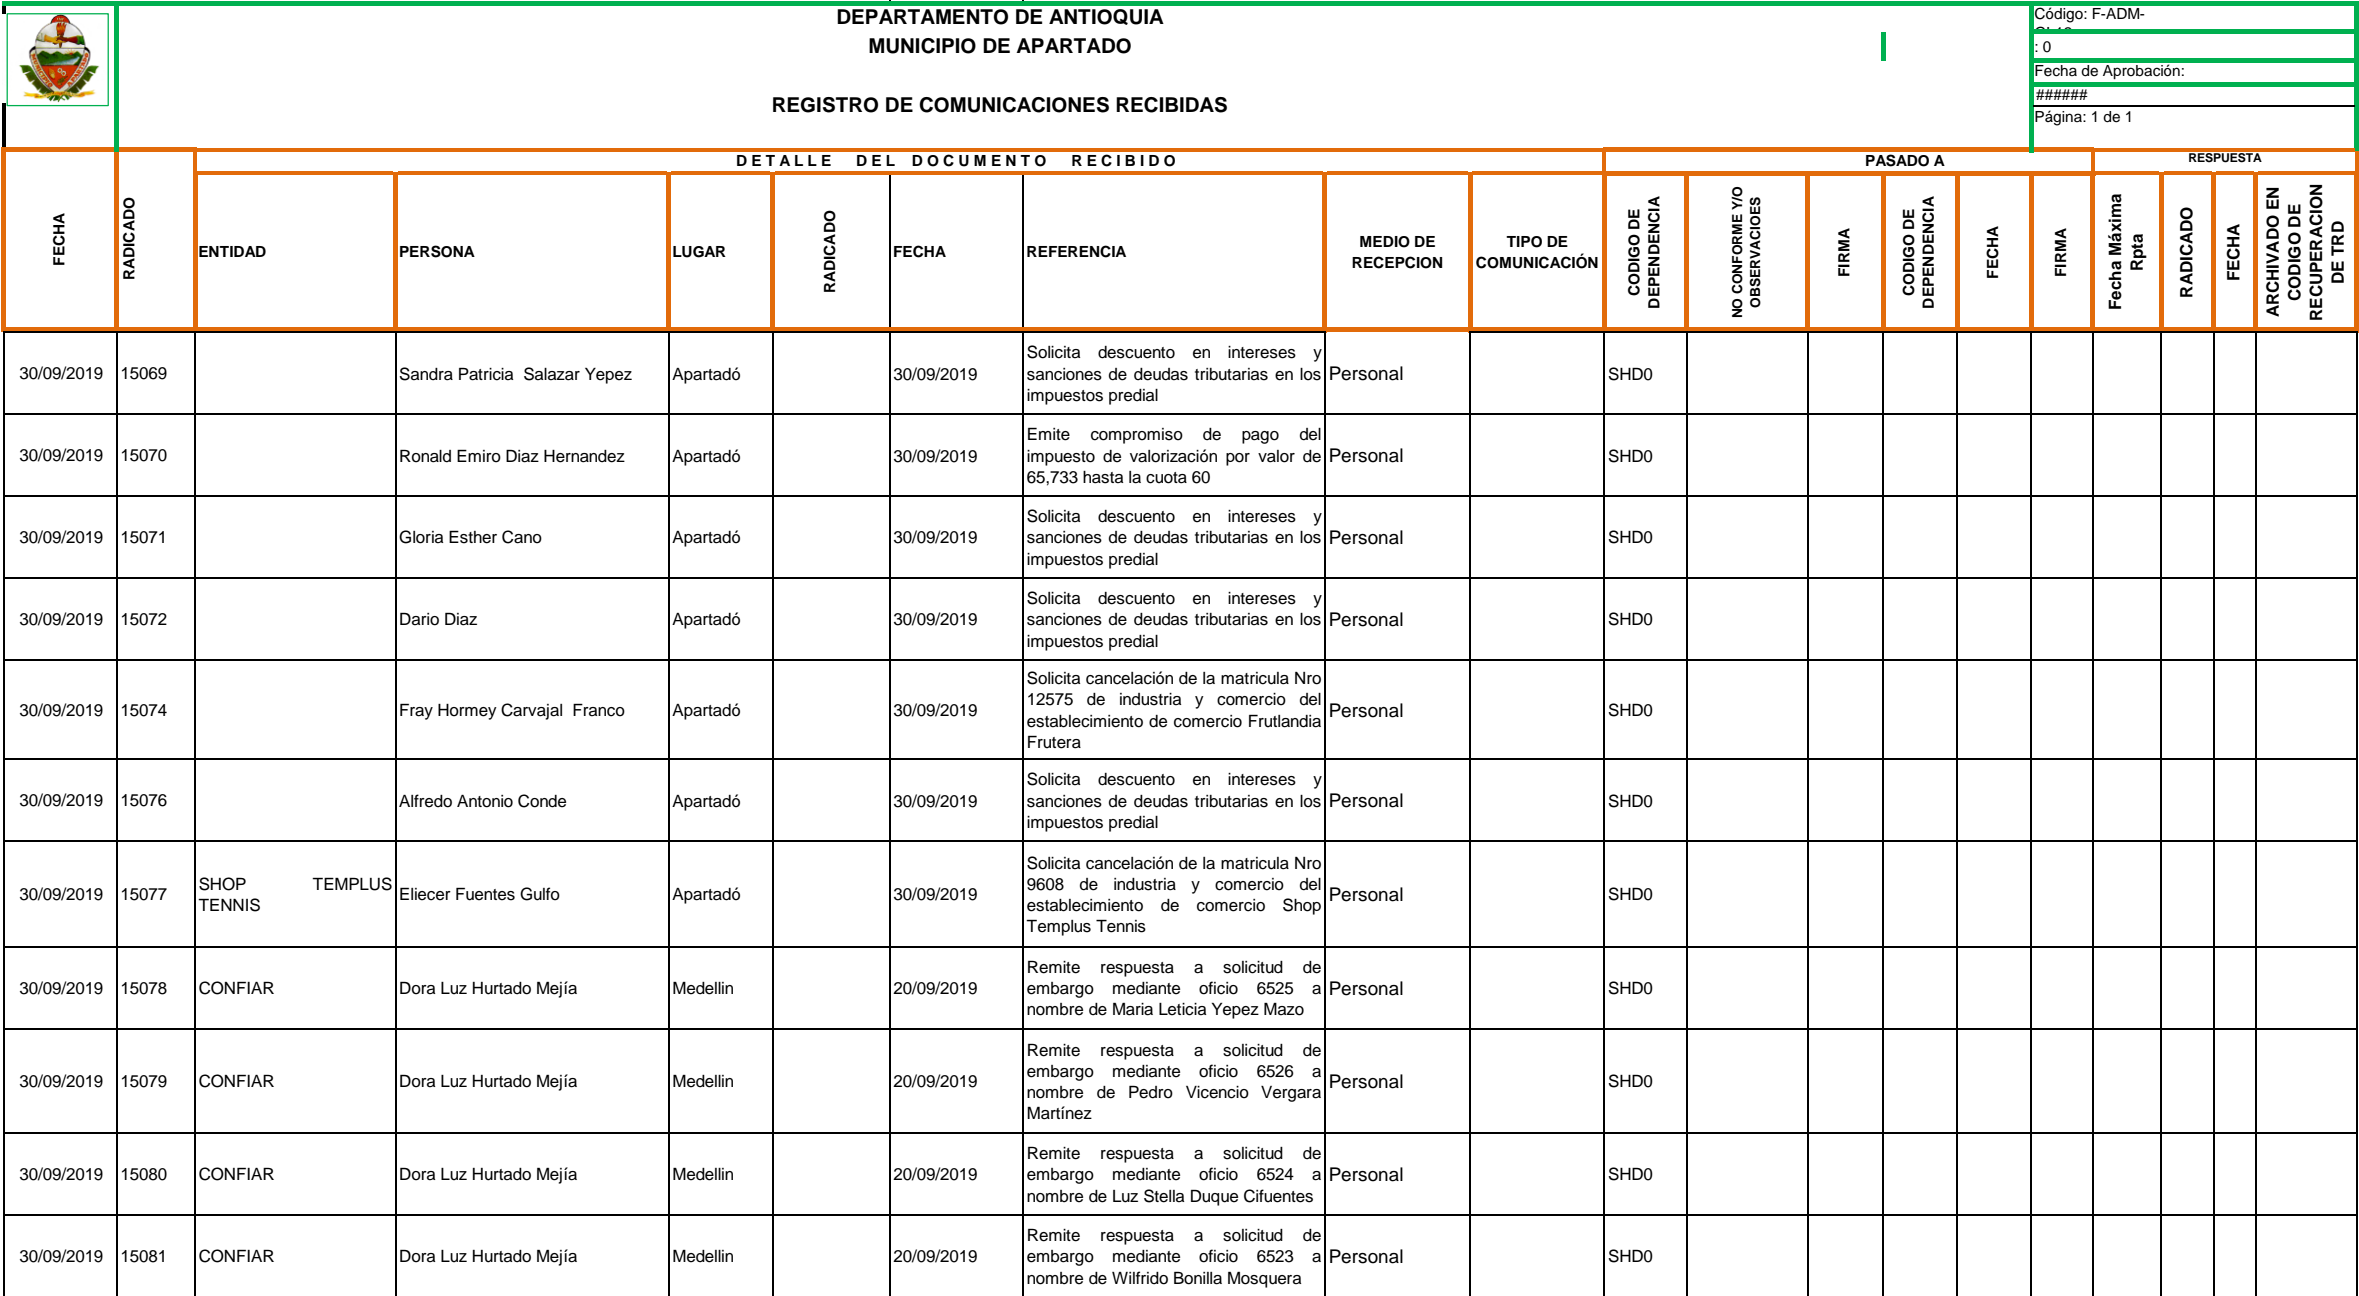 DEPARTAMENTO DE ANTIOQUIA
MUNICIPIO DE APARTADO
REGISTRO DE COMUNICACIONES RECIBIDAS
Código: F-ADM-
: 0
Fecha de Aprobación:
######
Página: 1 de 1
FECHA
RADICADO
DETALLE DEL DOCUMENTO RECIBIDO
PASADO A
RESPUESTA
ENTIDAD
PERSONA
LUGAR
RADICADO
FECHA
REFERENCIA
MEDIO DE
RECEPCION
TIPO DE
COMUNICACIÓN
CODIGO DE
DEPENDENCIA
NO CONFORME Y/O
OBSERVACIOES
FIRMA
CODIGO DE
DEPENDENCIA
FECHA
FIRMA
Fecha Máxima
Rpta
RADICADO
FECHA
ARCHIVADO EN
CODIGO DE
RECUPERACION
DE TRD
30/09/2019 15069 Sandra Patricia Salazar Yepez Apartadó 30/09/2019
Solicita descuento en intereses y
sanciones de deudas tributarias en los
impuestos predial
Personal SHD0
30/09/2019 15070 Ronald Emiro Diaz Hernandez Apartadó 30/09/2019
Emite compromiso de pago del
impuesto de valorización por valor de
65,733 hasta la cuota 60
Personal SHD0
30/09/2019 15071 Gloria Esther Cano Apartadó 30/09/2019
Solicita descuento en intereses y
sanciones de deudas tributarias en los
impuestos predial
Personal SHD0
30/09/2019 15072 Dario Diaz Apartadó 30/09/2019
Solicita descuento en intereses y
sanciones de deudas tributarias en los
impuestos predial
Personal SHD0
30/09/2019 15074 Fray Hormey Carvajal Franco Apartadó 30/09/2019
Solicita cancelación de la matricula Nro
12575 de industria y comercio del
establecimiento de comercio Frutlandia
Frutera
Personal SHD0
30/09/2019 15076 Alfredo Antonio Conde Apartadó 30/09/2019
Solicita descuento en intereses y
sanciones de deudas tributarias en los
impuestos predial
Personal SHD0
30/09/2019 15077
SHOP TEMPLUS
TENNIS
Eliecer Fuentes Gulfo Apartadó 30/09/2019
Solicita cancelación de la matricula Nro
9608 de industria y comercio del
establecimiento de comercio Shop
Templus Tennis
Personal SHD0
30/09/2019 15078 CONFIAR Dora Luz Hurtado Mejía Medellin 20/09/2019
Remite respuesta a solicitud de
embargo mediante oficio 6525 a
nombre de Maria Leticia Yepez Mazo
Personal SHD0
30/09/2019 15079 CONFIAR Dora Luz Hurtado Mejía Medellin 20/09/2019
Remite respuesta a solicitud de
embargo mediante oficio 6526 a
nombre de Pedro Vicencio Vergara
Martínez
Personal SHD0
30/09/2019 15080 CONFIAR Dora Luz Hurtado Mejía Medellin 20/09/2019
Remite respuesta a solicitud de
embargo mediante oficio 6524 a
nombre de Luz Stella Duque Cifuentes
Personal SHD0
30/09/2019 15081 CONFIAR Dora Luz Hurtado Mejía Medellin 20/09/2019
Remite respuesta a solicitud de
embargo mediante oficio 6523 a
nombre de Wilfrido Bonilla Mosquera
Personal SHD0